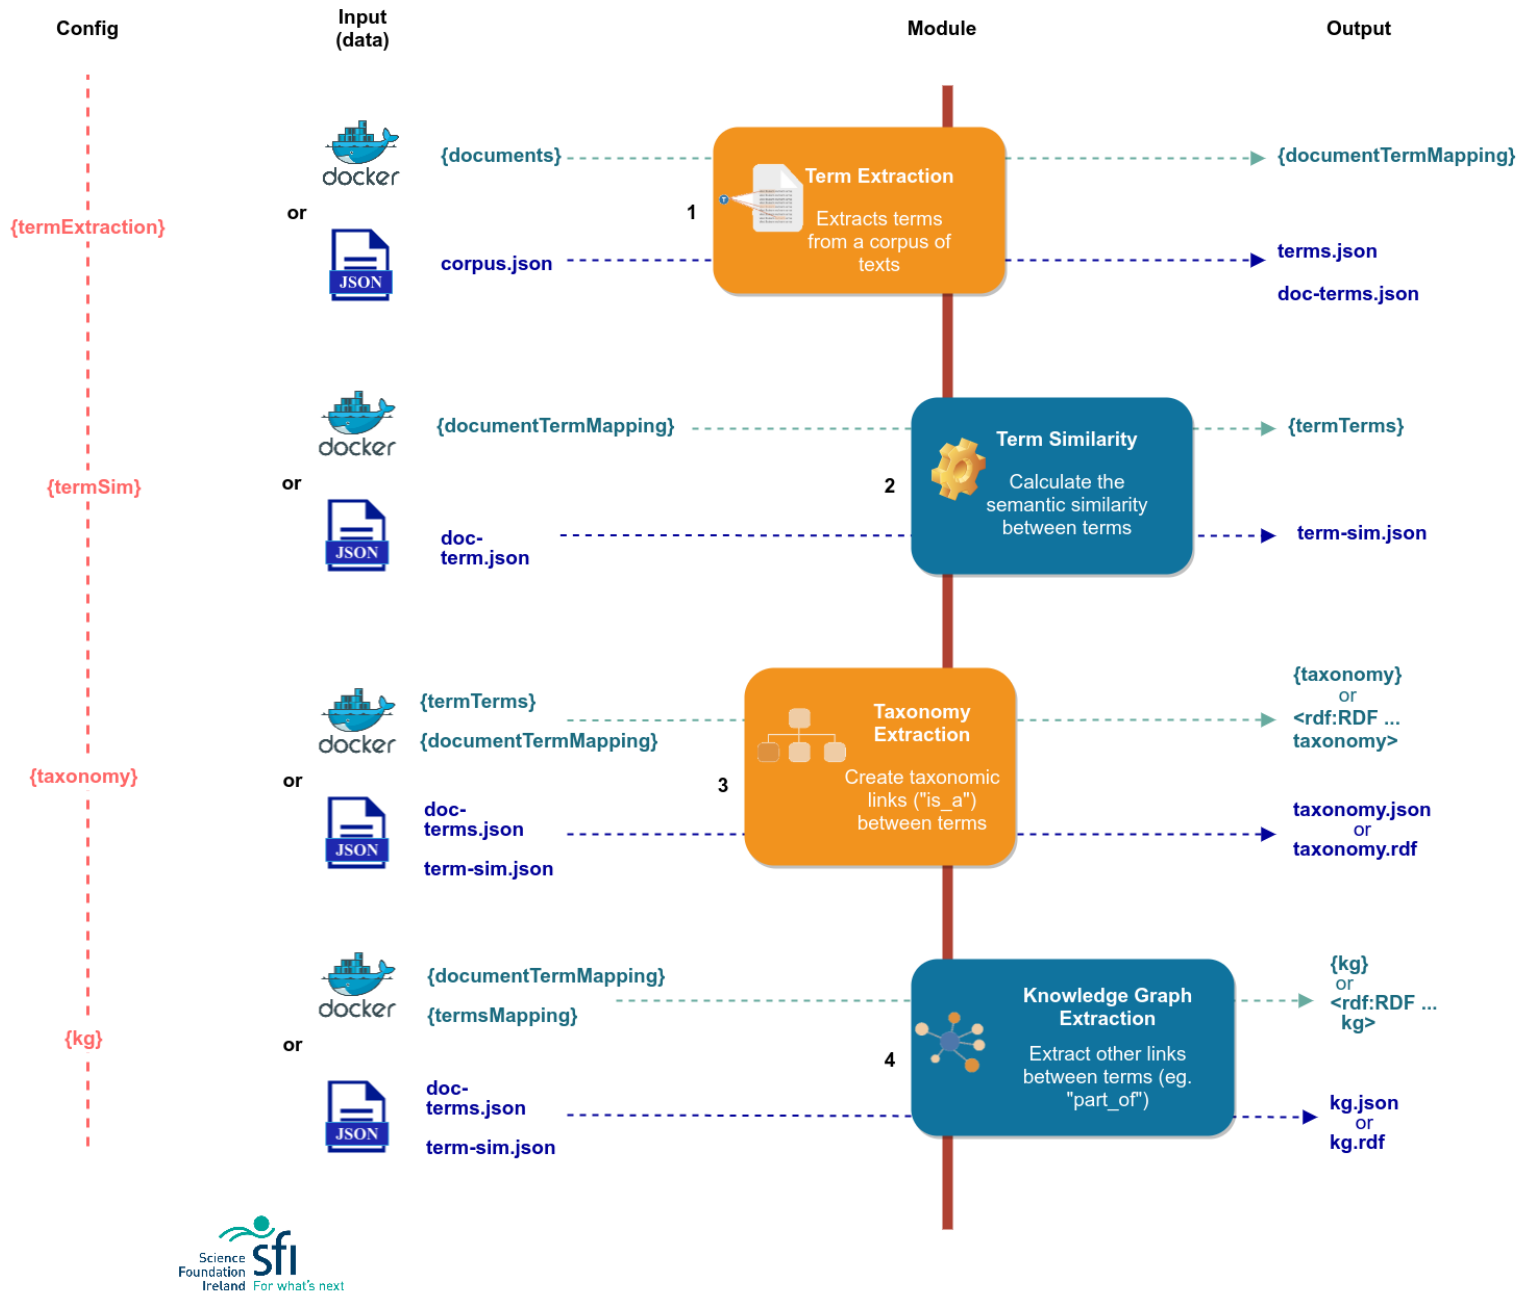 Config
Input
(data)
Module
Output
docker
{documents}
{documentTermMapping}
Term Extraction
1
Extracts terms
from a corpus of
texts
or
{termExtraction}
JSON
corpus.json
terms.json
doc-terms.json
docker
{documentTermMapping}
{termTerms}
Term Similarity
2
Calculate the
semantic similarity
between terms
or
{termSim}
JSON
doc-
term.json
term-sim.json
docker
{termTerms}
{documentTermMapping}
{taxonomy}
or
<rdf:RDF ...
taxonomy>
Taxonomy
Extraction
3
Create taxonomic
links ("is_a")
between terms
or
{taxonomy}
JSON
doc-
terms.json
term-sim.json
taxonomy.json
or
taxonomy.rdf
docker
{documentTermMapping}
{termsMapping}
{kg}
or
<rdf:RDF ...
kg>
Knowledge Graph
Extraction
4
Extract other links
between terms (eg.
"part_of")
or
{kg}
JSON
doc-
terms.json
term-sim.json
kg.json
or
kg.rdf
Science
Foundation
Ireland
sfi
For what's next